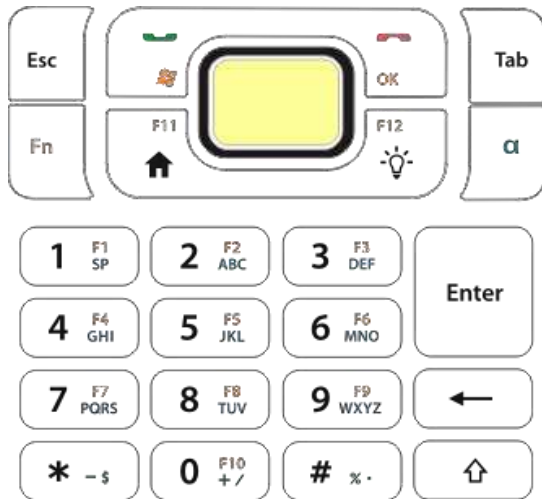 Esc
Tab
OK
Fn
F11
F12
α
1 F1 SP
2 F2 ABC
3 F3 DEF
Enter
4 F4 GHI
5 F5 JKL
6 F6 MNO
7 F7 PQRS
8 F8 TUV
9 F9 WXYZ
* - $
0 F10 + /
# % .